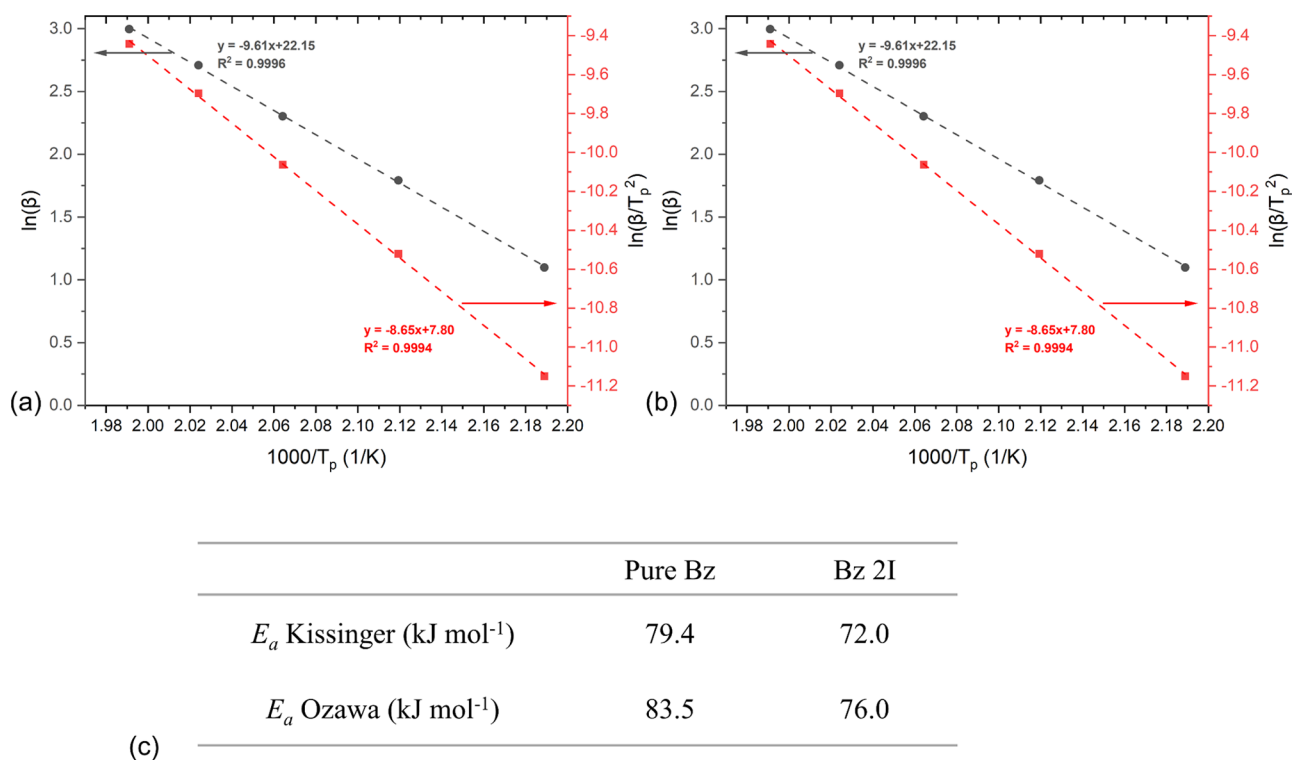 3.0
2.5
2.0
1.5
1.0
0.5
0.0
ln(β)
y = -9.61x+22.15
R² = 0.9996
y = -8.65x+7.80
R² = 0.9994
-9.4
-9.6
-9.8
-10.0
-10.2
-10.4
-10.6
-10.8
-11.0
-11.2
ln(β/Tp²)
1.98 2.00 2.02 2.04 2.06 2.08 2.10 2.12 2.14 2.16 2.18 2.20
1000/Tp (1/K)
(a)
3.0
2.5
2.0
1.5
1.0
0.5
0.0
ln(β)
y = -9.61x+22.15
R² = 0.9996
y = -8.65x+7.80
R² = 0.9994
-9.4
-9.6
-9.8
-10.0
-10.2
-10.4
-10.6
-10.8
-11.0
-11.2
ln(β/Tp²)
1.98 2.00 2.02 2.04 2.06 2.08 2.10 2.12 2.14 2.16 2.18 2.20
1000/Tp (1/K)
(b)
Pure Bz Bz 2I
Ea Kissinger (kJ mol⁻¹) 79.4 72.0
Ea Ozawa (kJ mol⁻¹) 83.5 76.0
(c)